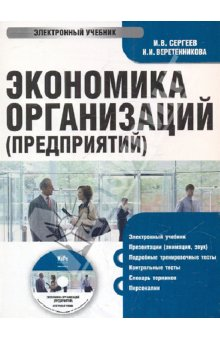 ЭЛЕКТРОННЫЙ УЧЕБНИК
И.В. СЕРГЕЕВ
И.И. ВЕРЕТЕННИКОВА
ЭКОНОМИКА
ОРГАНИЗАЦИЙ
(ПРЕДПРИЯТИЙ)
Электронный учебник
Презентации (анимация, звук)
Подробные тренировочные тесты
Контрольные тесты
Словарь терминов
Персоналии